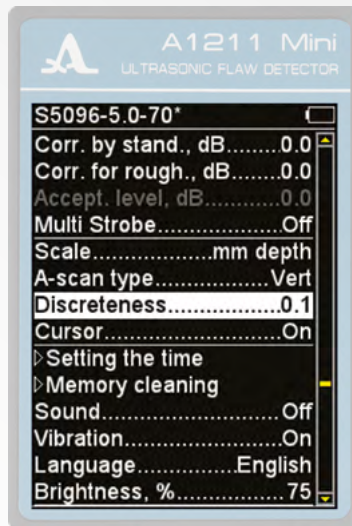 A1211 Mini
ULTRASONIC FLAW DETECTOR
S5096-5.0-70*
Corr. by stand., dB........0.0
Corr. for rough., dB.......0.0
Accept. level, dB............0.0
Multi Strobe....................Off
Scale....................mm depth
A-scan type....................Vert
Discreteness..................0.1
Cursor............................On
▷Setting the time
▷Memory cleaning
Sound............................Off
Vibration........................On
Language................English
Brightness, %.................75